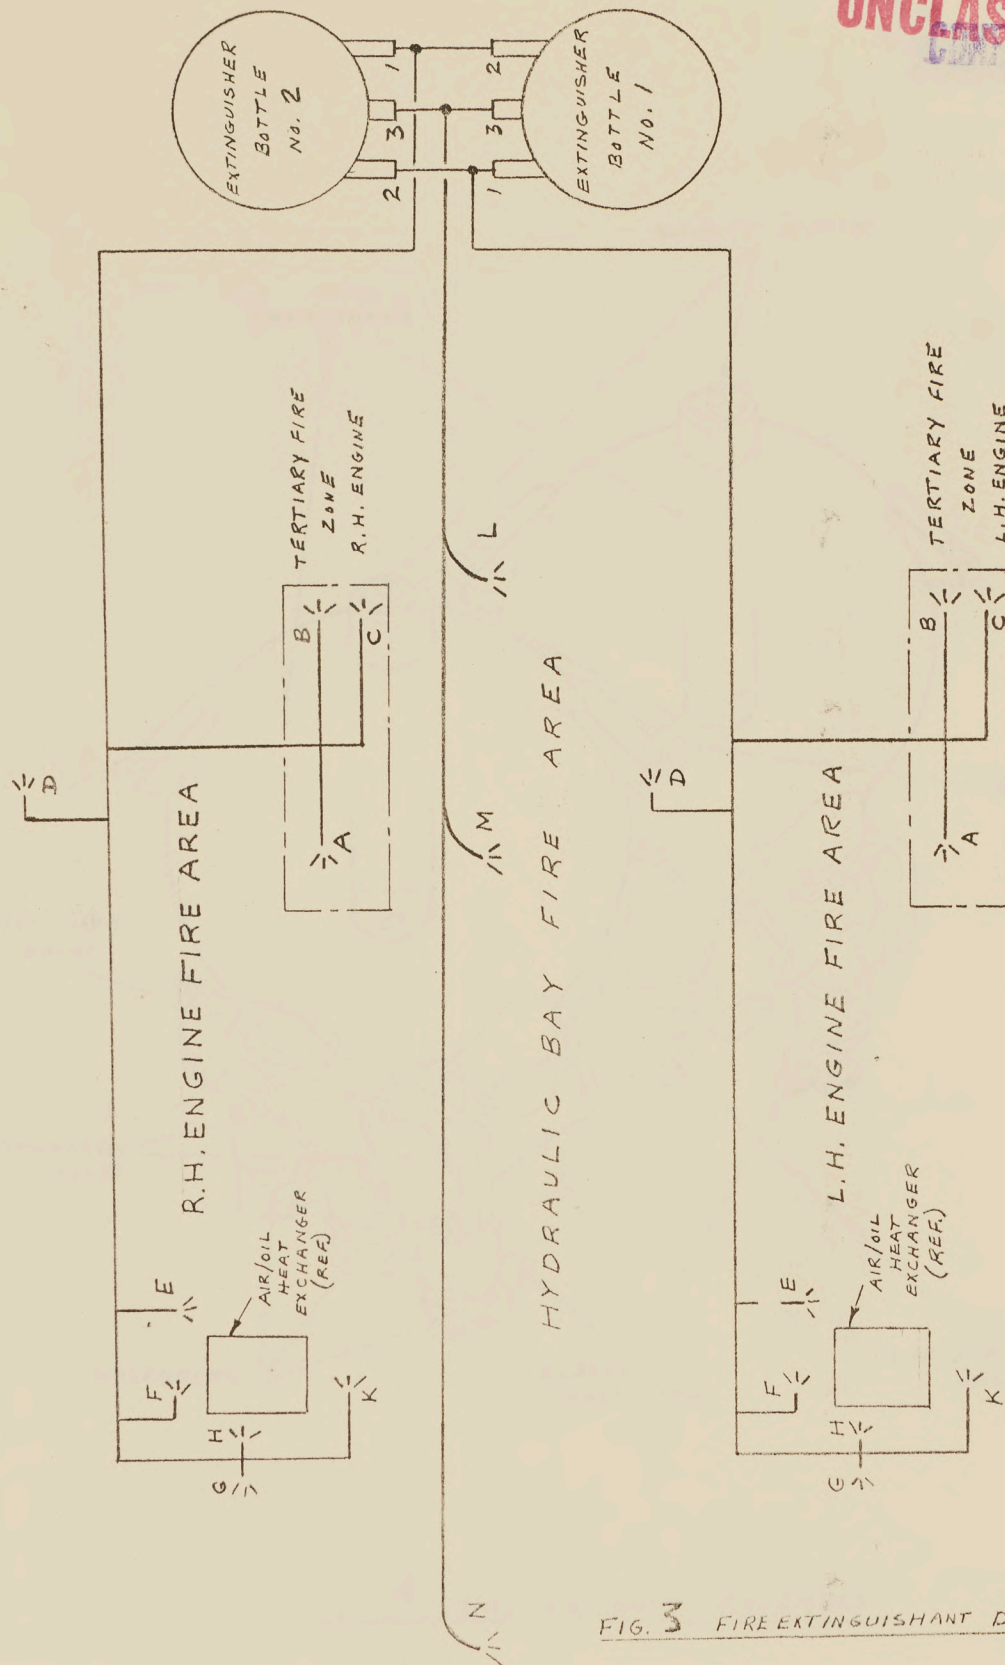 UNCLAS
EXTINGUISHER
BOTTLE
NO. 2
1
3
2
EXTINGUISHER
BOTTLE
NO. 1
2
3
1
TERTIARY FIRE
ZONE
R.H. ENGINE
B
C
A
D
R.H. ENGINE FIRE AREA
E
F
AIR/OIL
HEAT
EXCHANGER
(REF.)
H
G
K
L
M
N
HYDRAULIC BAY FIRE AREA
TERTIARY FIRE
ZONE
L.H. ENGINE
B
C
A
D
L.H. ENGINE FIRE AREA
E
F
AIR/OIL
HEAT
EXCHANGER
(REF.)
H
G
K
FIG. 3 FIRE EXTINGUISHANT D